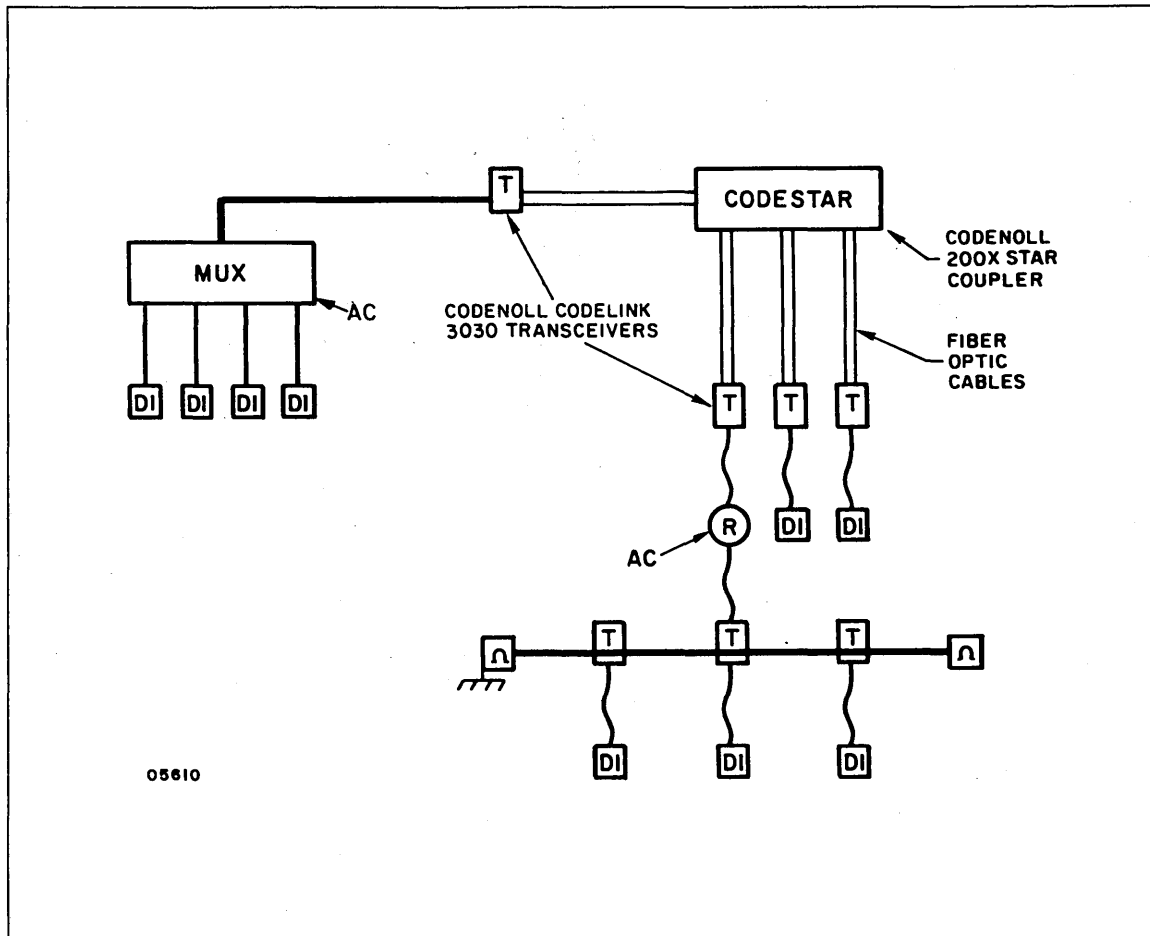 T
CODESTAR
CODENOLL
200X STAR
COUPLER
MUX
AC
CODENOLL CODELINK
3030 TRANSCEIVERS
FIBER
OPTIC
CABLES
DI DI DI DI
T T T
R
DI DI
AC
T T T
Ω Ω
DI DI DI
05610